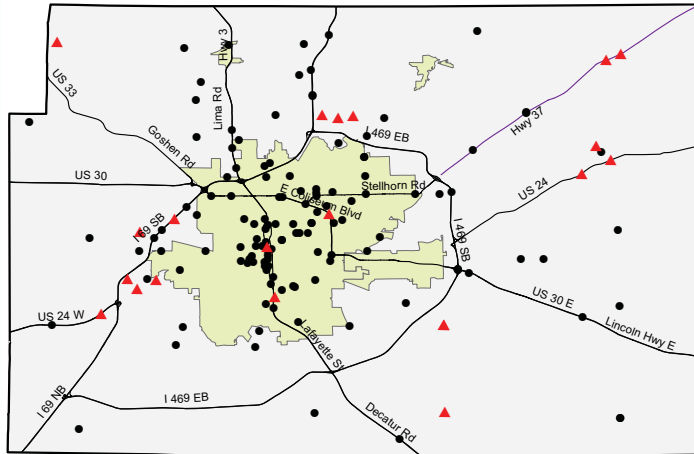 Hwy 3
US 33
Lima Rd
Hwy 37
I 469 EB
Goshen Rd
US 30
Stellhorn Rd
E Coliseum Blvd
US 24
I 69 SB
I 469 SB
US 30 E
US 24 W
Lincoln Hwy E
Lafayette St
I 69 NB
I 469 EB
Decatur Rd